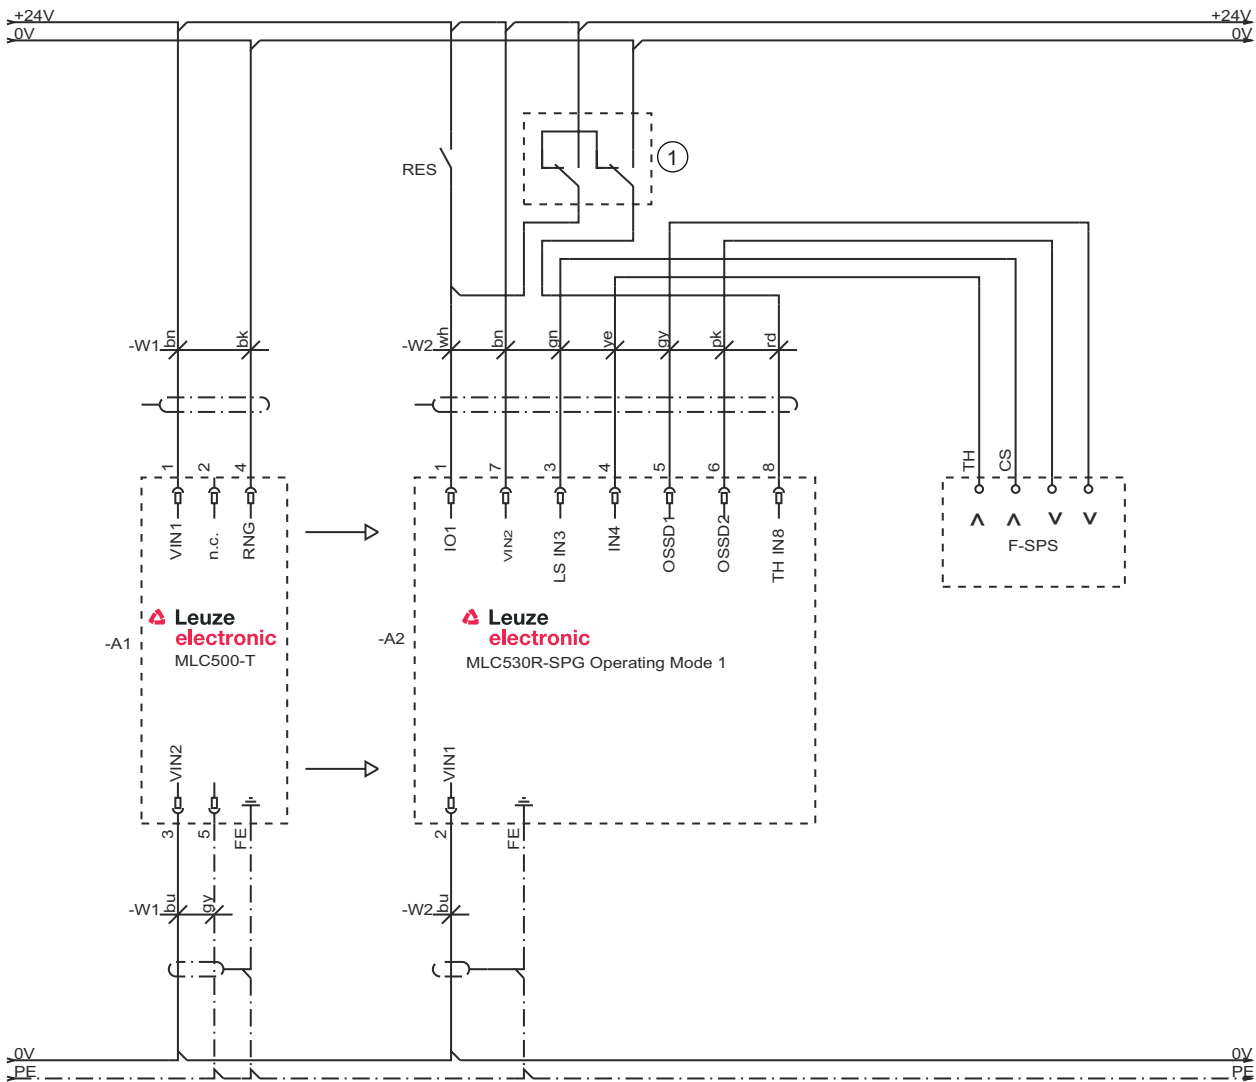 +24V
+24V
0V
0V
RES
1
-W1
bn
bk
-W2
wh
bn
gn
ye
gy
pk
rd
TH
CS
1
2
4
1
7
3
4
5
6
8
VIN1
n.c.
RNG
IO1
VIN2
LS IN3
IN4
OSSD1
OSSD2
TH IN8
F-SPS
-A1
Leuze
electronic
MLC500-T
-A2
Leuze
electronic
MLC530R-SPG Operating Mode 1
VIN2
VIN1
3
5
FE
2
FE
-W1
bu
gy
-W2
bu
0V
0V
PE
PE